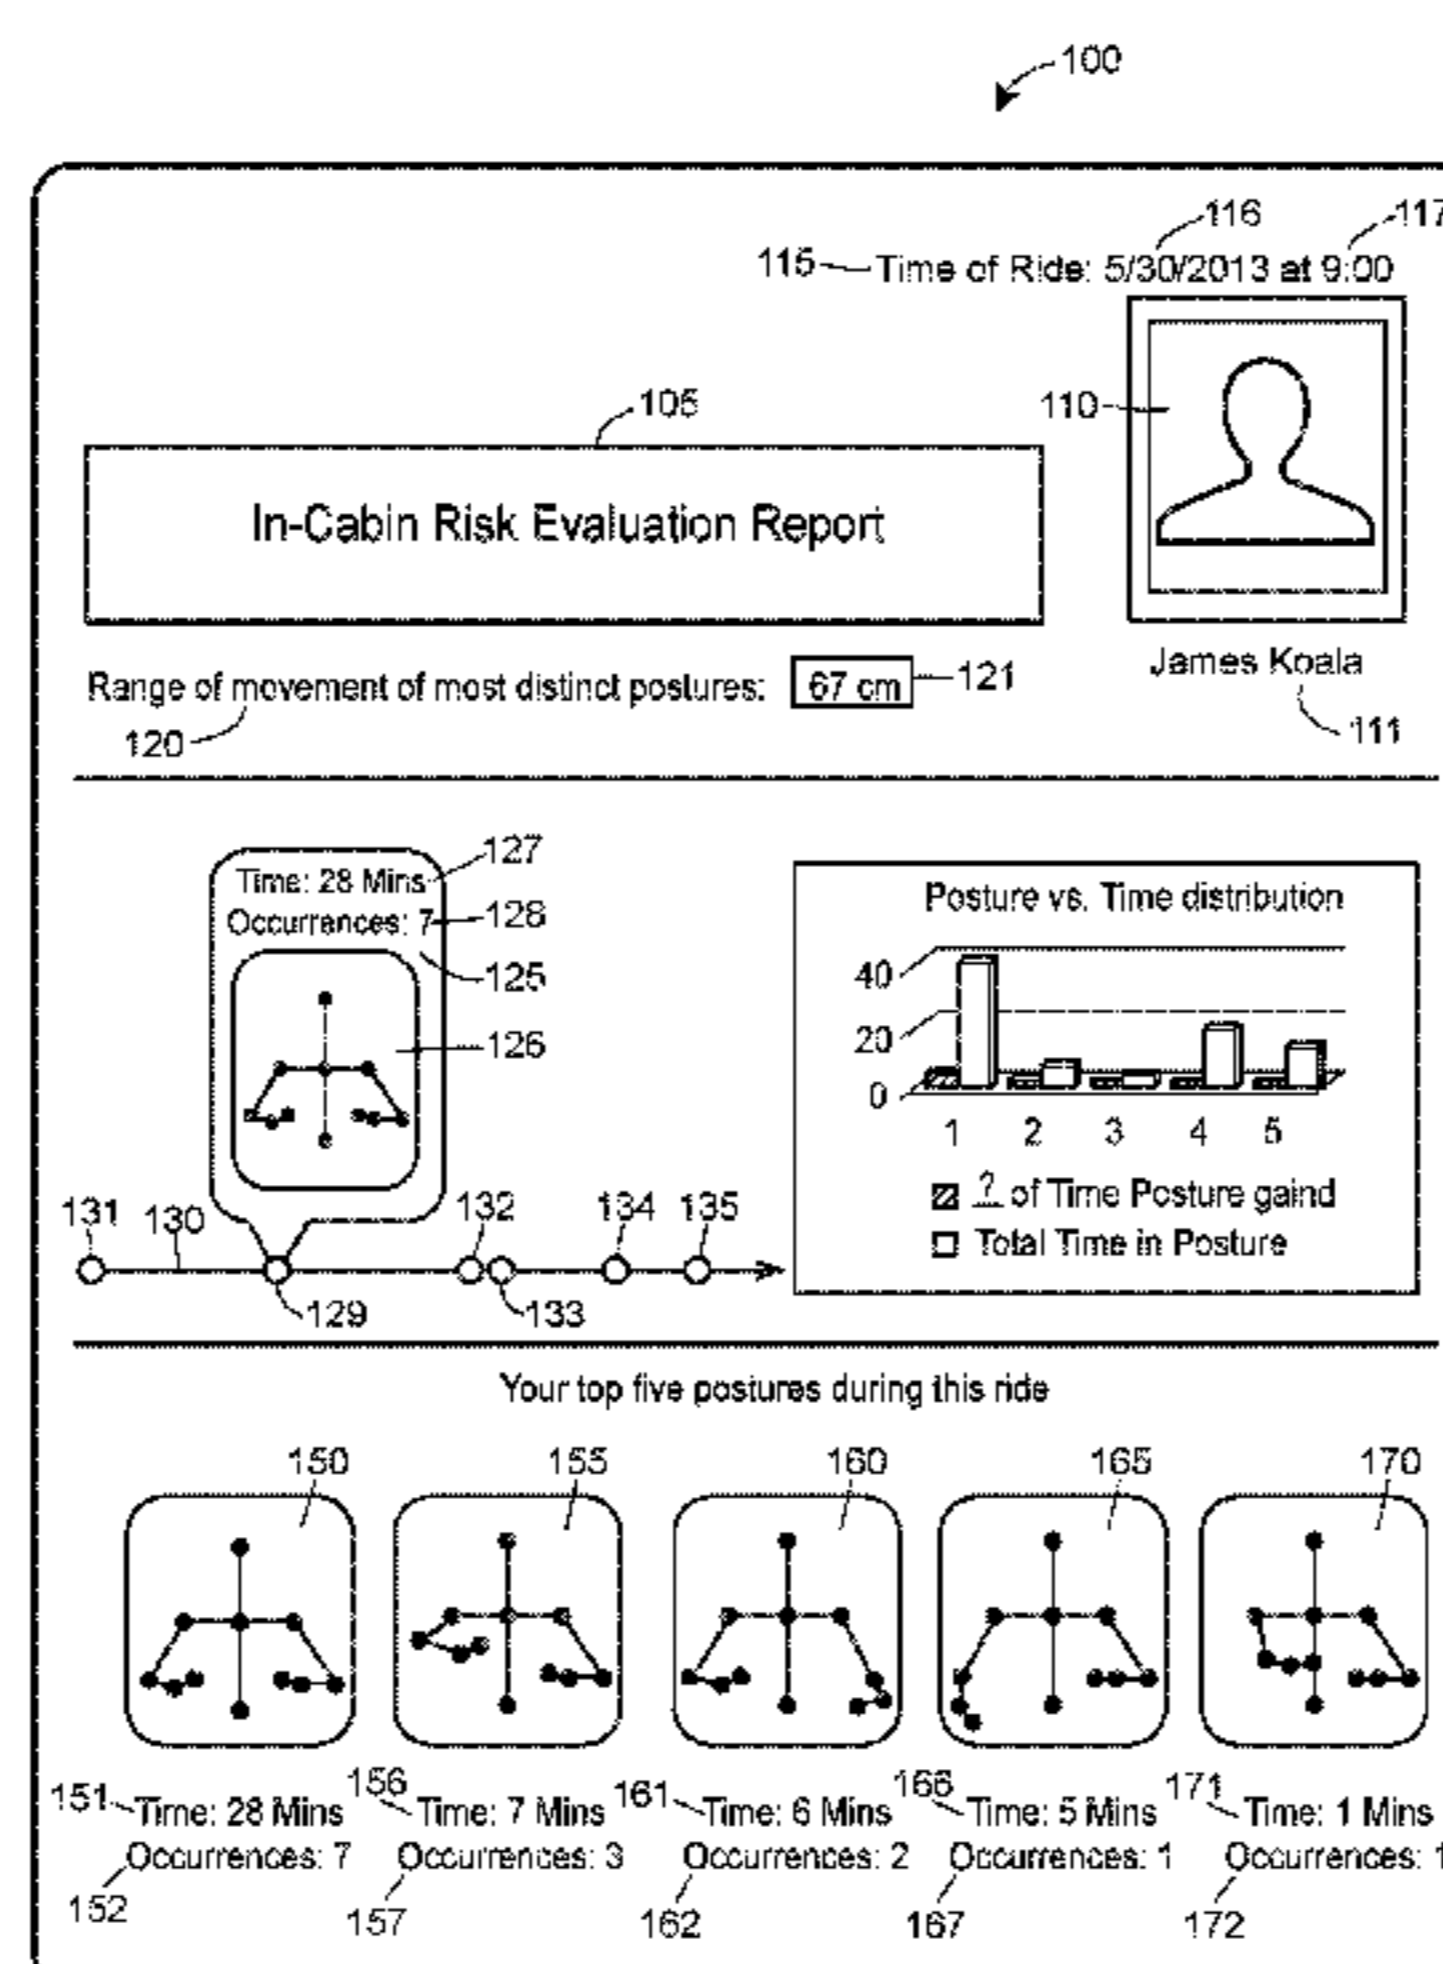 100
116
117
115 Time of Ride: 5/30/2013 at 9:00
105
110
In-Cabin Risk Evaluation Report
James Koala
111
Range of movement of most distinct postures: 67 cm 121
120
127
Time: 28 Mins
Occurrences: 7 128
125
126
131 130 132 134 135
129 133
Posture vs. Time distribution
40
20
0
1 2 3 4 5
? of Time Posture gaind
Total Time in Posture
Your top five postures during this ride
150 155 160 165 170
151 Time: 28 Mins 156 Time: 7 Mins 161 Time: 6 Mins 166 Time: 5 Mins 171 Time: 1 Mins
Occurrences: 7 Occurrences: 3 Occurrences: 2 Occurrences: 1 Occurrences: 1
152 157 162 167 172